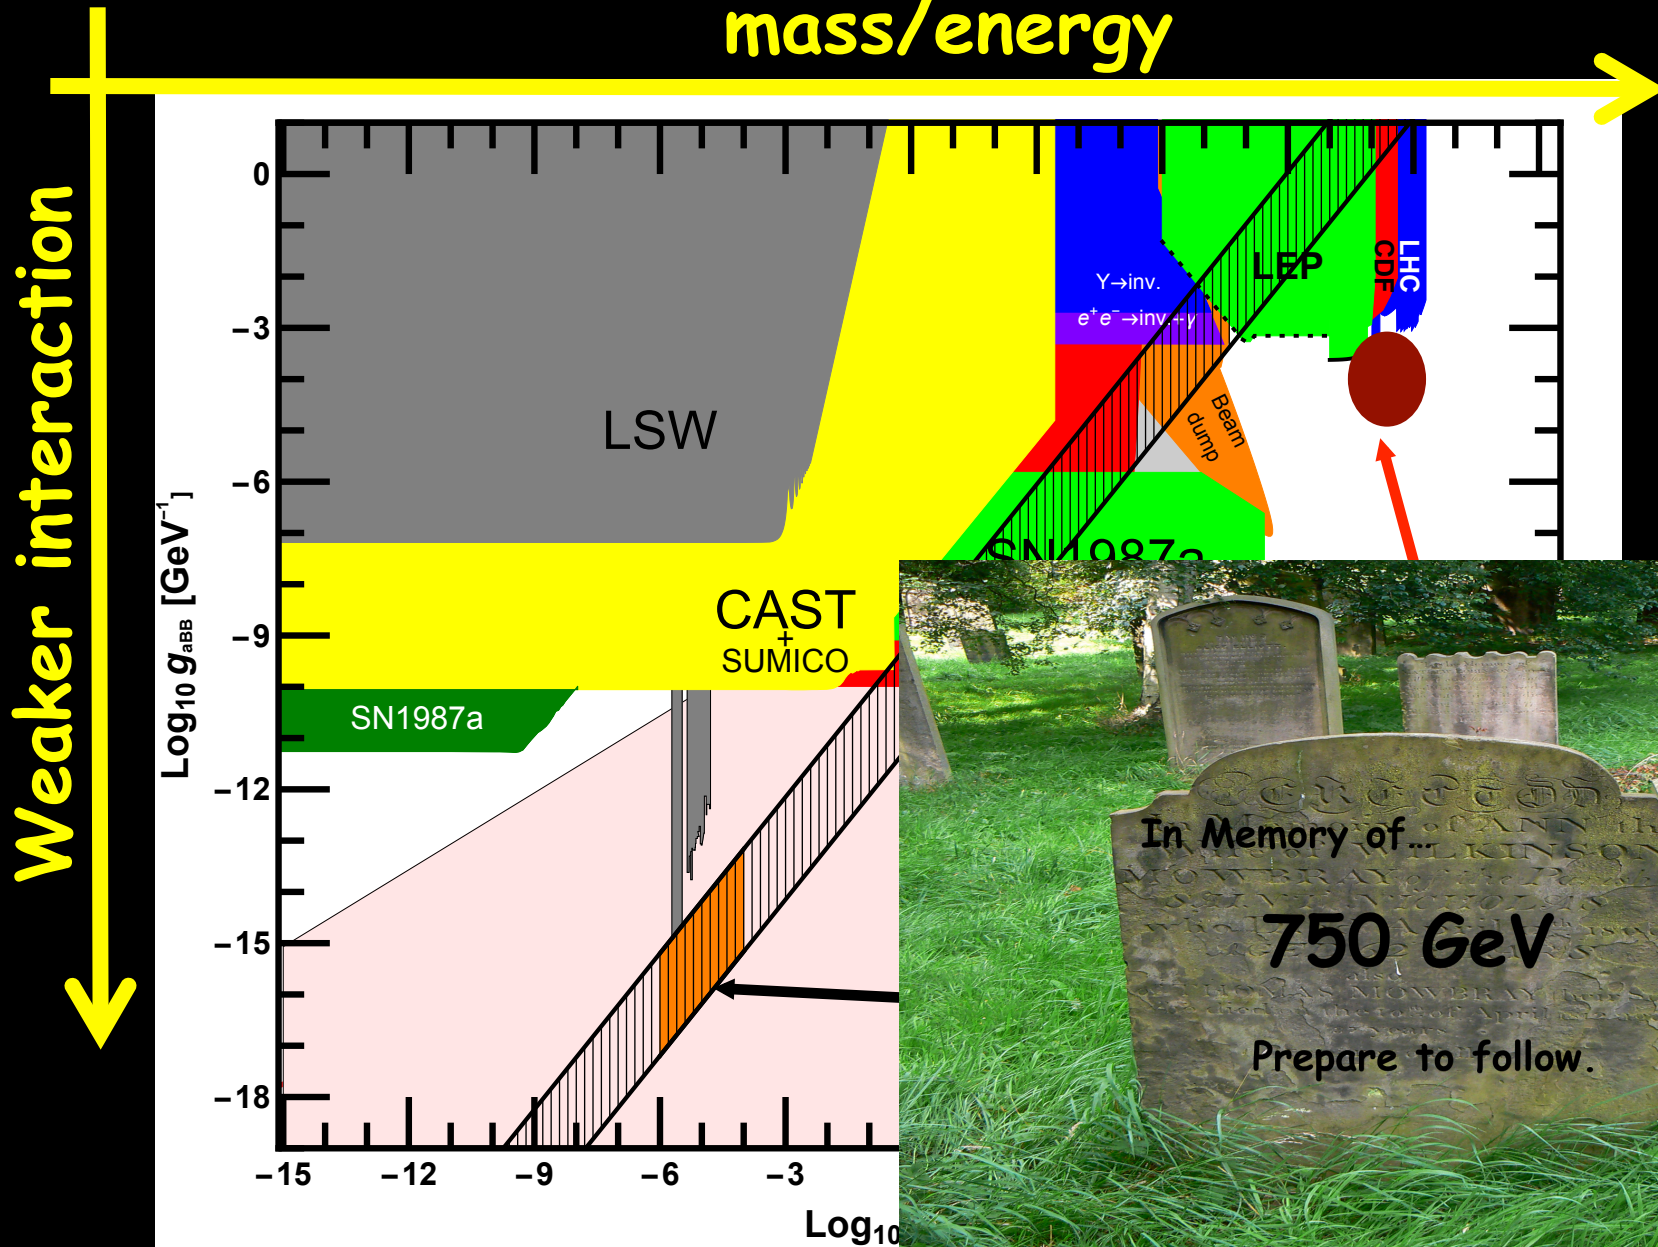 mass/energy
Weaker interaction
Log10 gaBB [GeV−1]
0
−3
−6
−9
−12
−15
−18
−15
−12
−9
−6
−3
Log10
LSW
CAST
+
SUMICO
SN1987a
Υ→inv.
e+e−→inv.+γ
LEP
CDF
LHC
Beam
dump
SN1987a
In Memory of...
750 GeV
Prepare to follow.